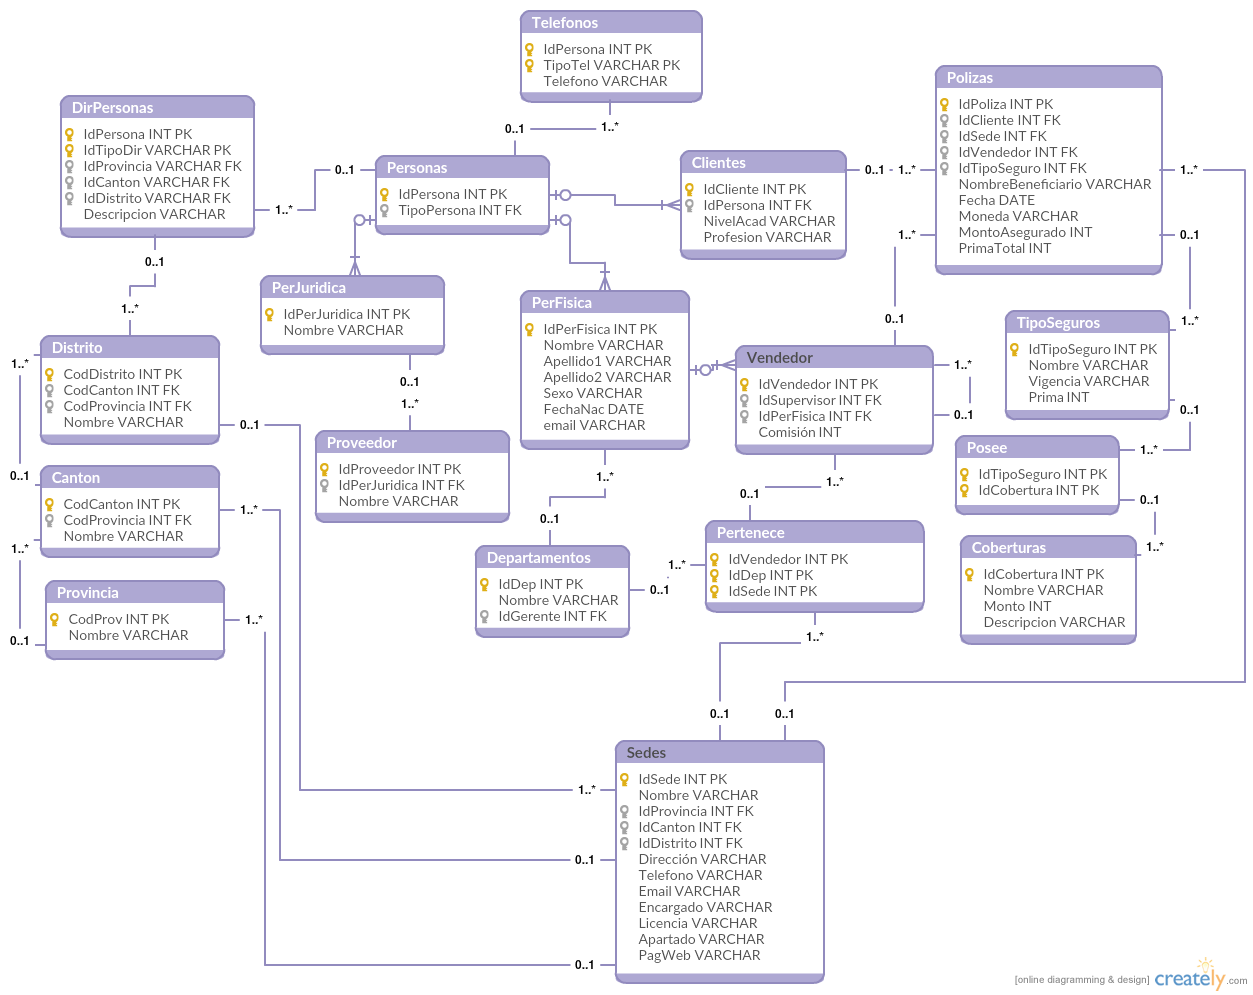 Telefonos
IdPersona INT PK
TipoTel VARCHAR PK
Telefono VARCHAR
0..1
1..*
DirPersonas
IdPersona INT PK
IdTipoDir VARCHAR PK
IdProvincia VARCHAR FK
IdCanton VARCHAR FK
IdDistrito VARCHAR FK
Descripcion VARCHAR
0..1
1..*
Personas
IdPersona INT PK
TipoPersona INT FK
Clientes
IdCliente INT PK
IdPersona INT FK
NivelAcad VARCHAR
Profesion VARCHAR
0..1 - 1..*
Polizas
IdPoliza INT PK
IdCliente INT FK
IdSede INT FK
IdVendedor INT FK
IdTipoSeguro INT FK
NombreBeneficiario VARCHAR
Fecha DATE
Moneda VARCHAR
MontoAsegurado INT
PrimaTotal INT
1..*
1..*
0..1
0..1
1..*
0..1
1..*
PerJuridica
IdPerJuridica INT PK
Nombre VARCHAR
0..1
1..*
PerFisica
IdPerFisica INT PK
Nombre VARCHAR
Apellido1 VARCHAR
Apellido2 VARCHAR
Sexo VARCHAR
FechaNac DATE
email VARCHAR
Vendedor
IdVendedor INT PK
IdSupervisor INT FK
IdPerFisica INT FK
Comisión INT
1..*
0..1
TipoSeguros
IdTipoSeguro INT PK
Nombre VARCHAR
Vigencia VARCHAR
Prima INT
0..1
1..*
Distrito
CodDistrito INT PK
CodCanton INT FK
CodProvincia INT FK
Nombre VARCHAR
1..*
0..1
0..1
Proveedor
IdProveedor INT PK
IdPerJuridica INT FK
Nombre VARCHAR
Posee
IdTipoSeguro INT PK
IdCobertura INT PK
0..1
1..*
Canton
CodCanton INT PK
CodProvincia INT FK
Nombre VARCHAR
1..*
1..*
0..1
1..*
0..1
1..*
0..1
Departamentos
IdDep INT PK
Nombre VARCHAR
IdGerente INT FK
1..*
0..1
Pertenece
IdVendedor INT PK
IdDep INT PK
IdSede INT PK
Coberturas
IdCobertura INT PK
Nombre VARCHAR
Monto INT
Descripcion VARCHAR
Provincia
CodProv INT PK
Nombre VARCHAR
1..*
0..1
1..*
0..1
0..1
Sedes
IdSede INT PK
Nombre VARCHAR
IdProvincia INT FK
IdCanton INT FK
IdDistrito INT FK
Dirección VARCHAR
Telefono VARCHAR
Email VARCHAR
Encargado VARCHAR
Licencia VARCHAR
Apartado VARCHAR
PagWeb VARCHAR
1..*
0..1
0..1
[online diagramming & design] creately.com